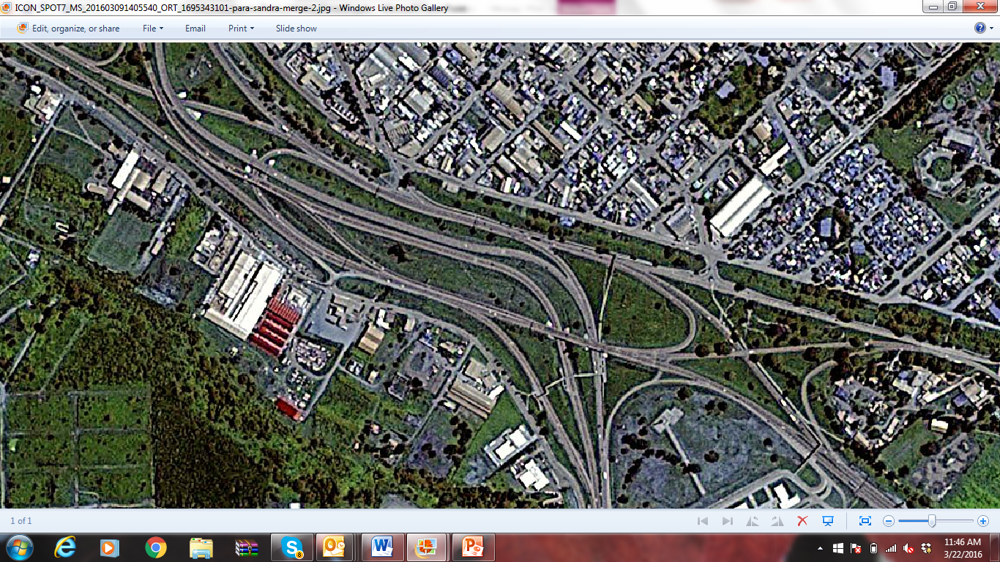 ICON_SPOT7_MS_201603091405540_ORT_1695343101-para-sandra-merge-2.jpg - Windows Live Photo Gallery
Edit, organize, or share File Email Print Slide show
1 of 1
8
11:46 AM
3/22/2016